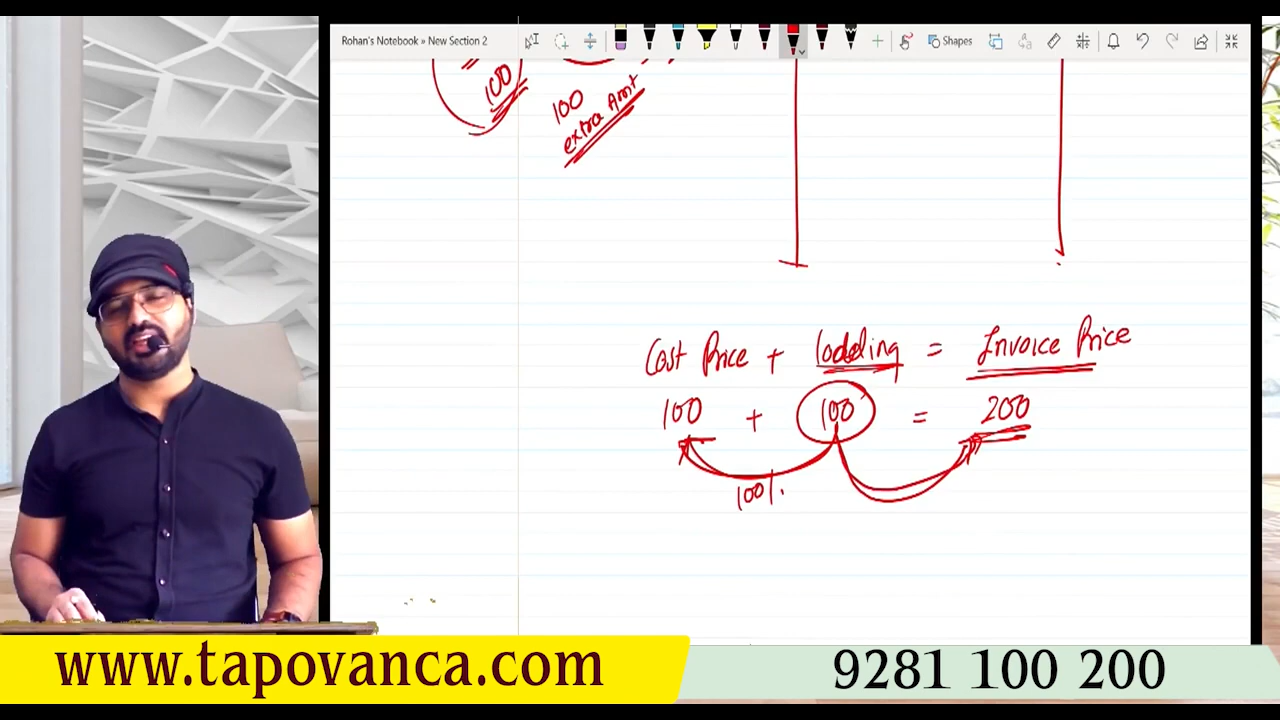 Rohan's Notebook » New Section 2
Shapes
100
100
extra Amt
Cost Price + loading = Invoice Price
100 + 100 = 200
100%
www.tapovanca.com
9281 100 200